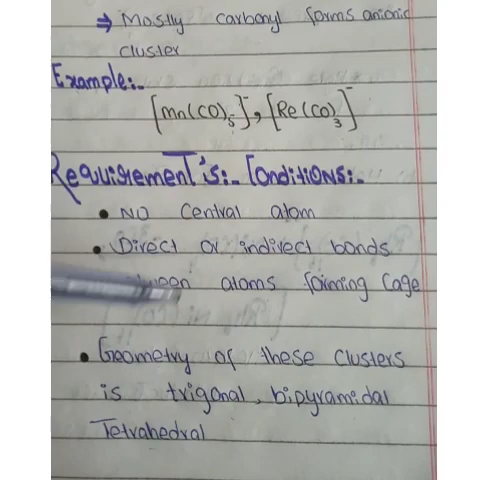 ⇒ Mostly carbonyl forms anionic
cluster
Example:-
[Mn(CO)5]⁻, [Re(CO)3]⁻
Requirement's:- Conditions:-
• No Central atom
• Direct or indirect bonds
atoms forming Cage
• Geometry of these clusters
is trigonal, bipyramidal
Tetrahedral